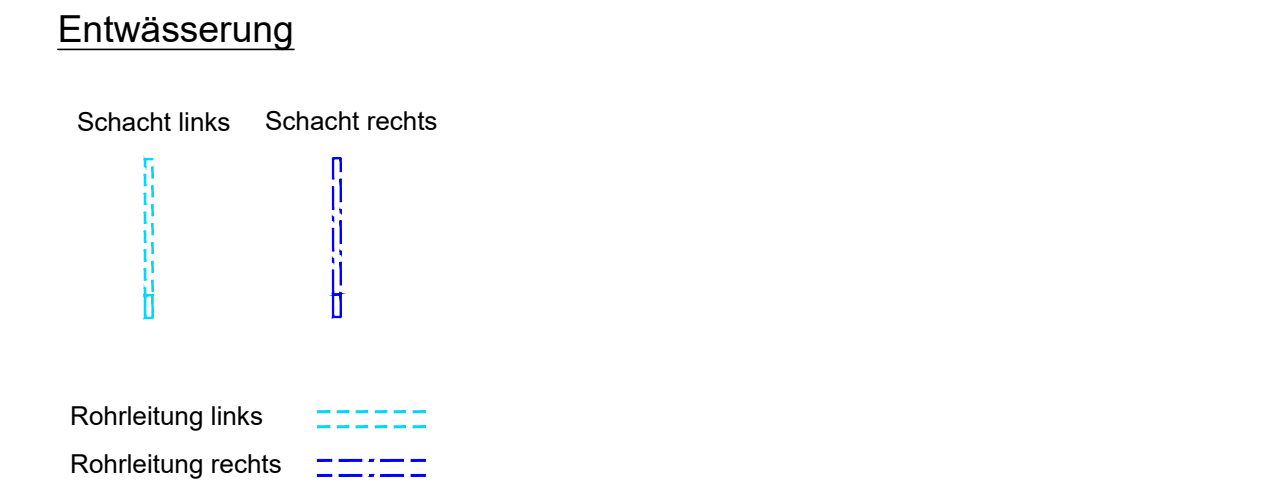 Entwässerung
Schacht links Schacht rechts
Rohrleitung links
Rohrleitung rechts